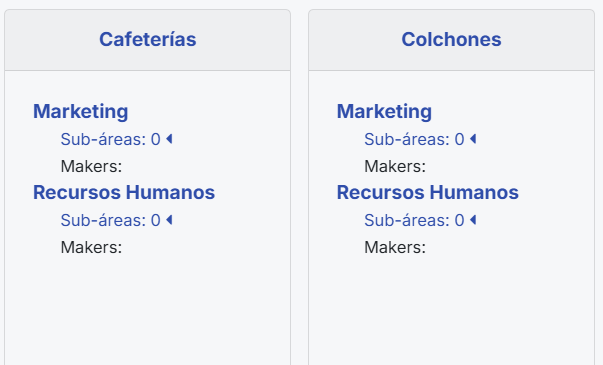 Cafeterías
Marketing
Sub-áreas: 0
Makers:
Recursos Humanos
Sub-áreas: 0
Makers:
Colchones
Marketing
Sub-áreas: 0
Makers:
Recursos Humanos
Sub-áreas: 0
Makers: